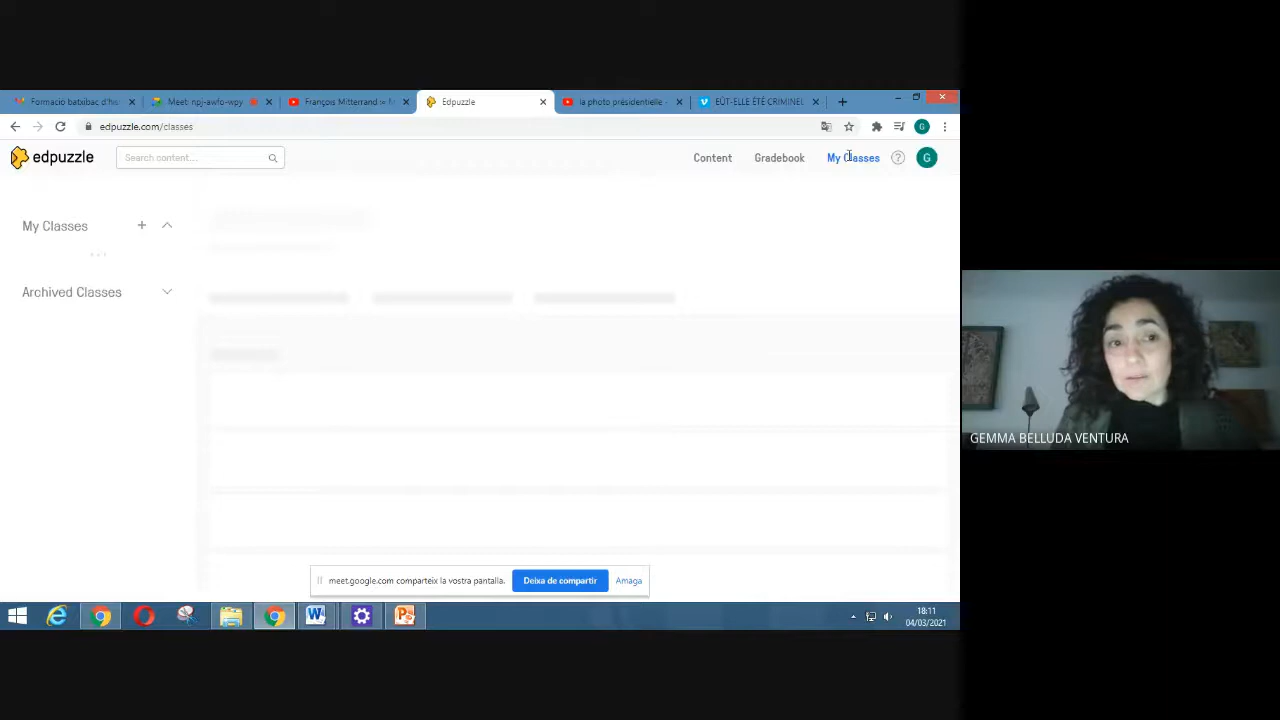 Formacio batxibac d'his
Meet: npj-awfo-wpy
François Mitterrand
Edpuzzle
la photo présidentielle -
EÛT-ELLE ÉTÉ CRIMINEL
edpuzzle.com/classes
edpuzzle
Search content...
Content
Gradebook
My Classes
?
G
My Classes
Archived Classes
meet.google.com comparteix la vostra pantalla.
Deixa de compartir
Amaga
18:11
04/03/2021
GEMMA BELLUDA VENTURA